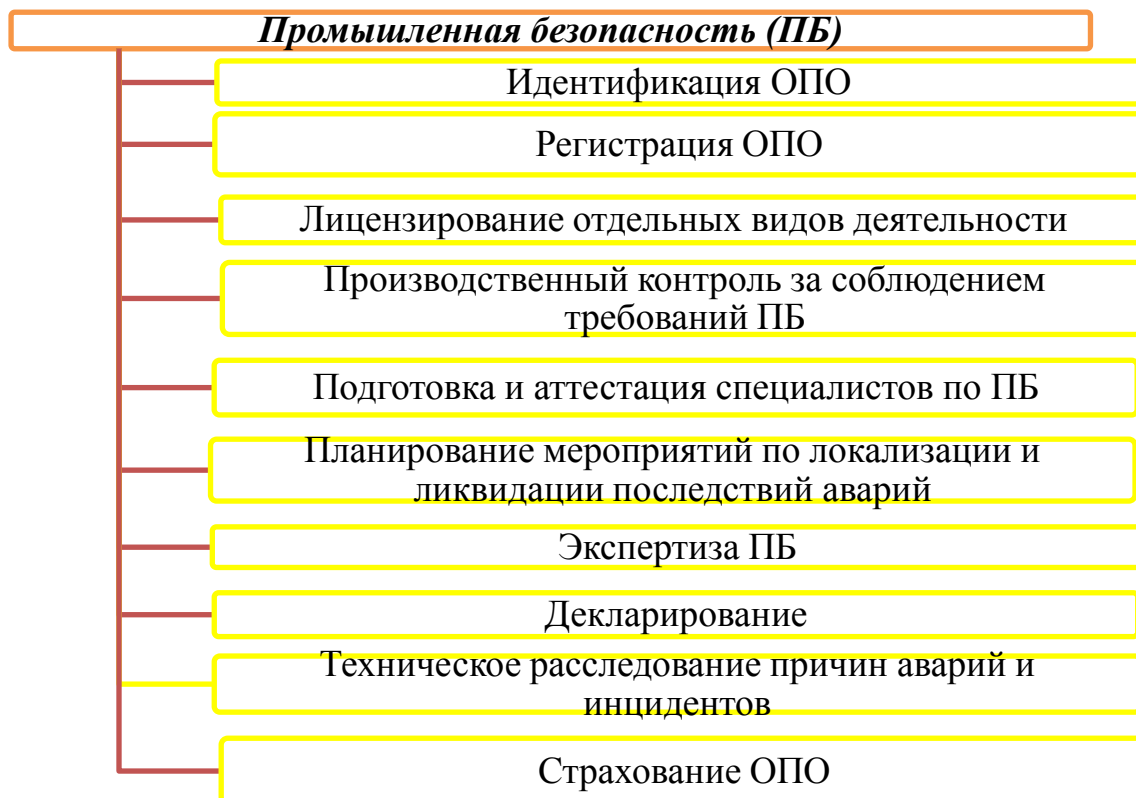 Промышленная безопасность (ПБ)
Идентификация ОПО
Регистрация ОПО
Лицензирование отдельных видов деятельности
Производственный контроль за соблюдением
требований ПБ
Подготовка и аттестация специалистов по ПБ
Планирование мероприятий по локализации и
ликвидации последствий аварий
Экспертиза ПБ
Декларирование
Техническое расследование причин аварий и
инцидентов
Страхование ОПО